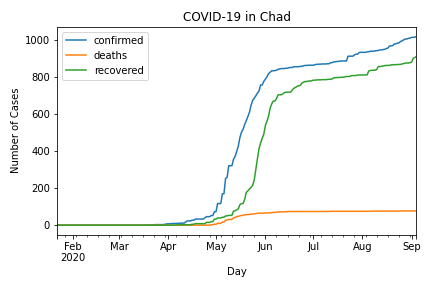 COVID-19 in Chad
confirmed
deaths
recovered
Number of Cases
1000
800
600
400
200
0
Feb Mar Apr May Jun Jul Aug Sep
2020
Day